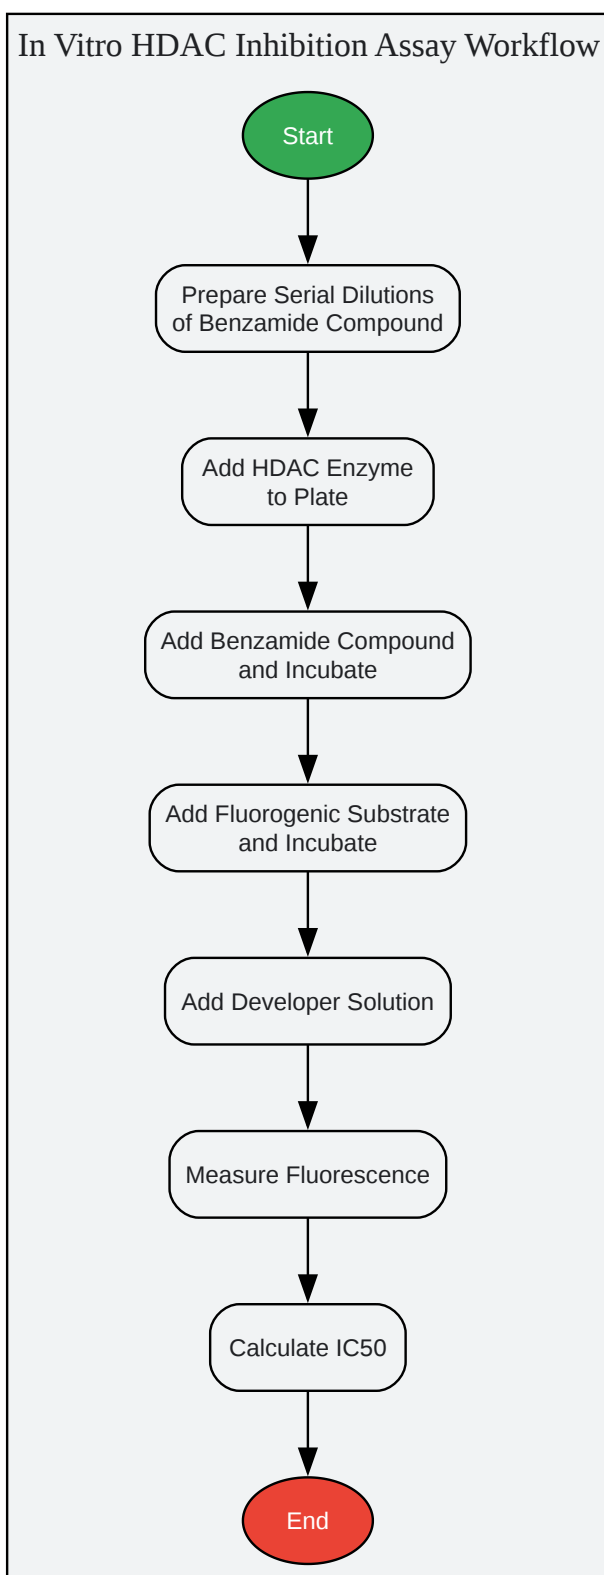 In Vitro HDAC Inhibition Assay Workflow
Start
Prepare Serial Dilutions
of Benzamide Compound
Add HDAC Enzyme
to Plate
Add Benzamide Compound
and Incubate
Add Fluorogenic Substrate
and Incubate
Add Developer Solution
Measure Fluorescence
Calculate IC50
End